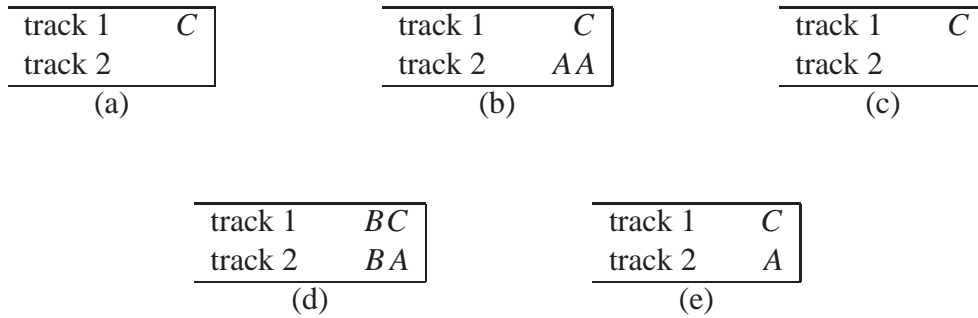 track 1 C
track 2
(a)
track 1 C
track 2 AA
(b)
track 1 C
track 2
(c)
track 1 BC
track 2 BA
(d)
track 1 C
track 2 A
(e)